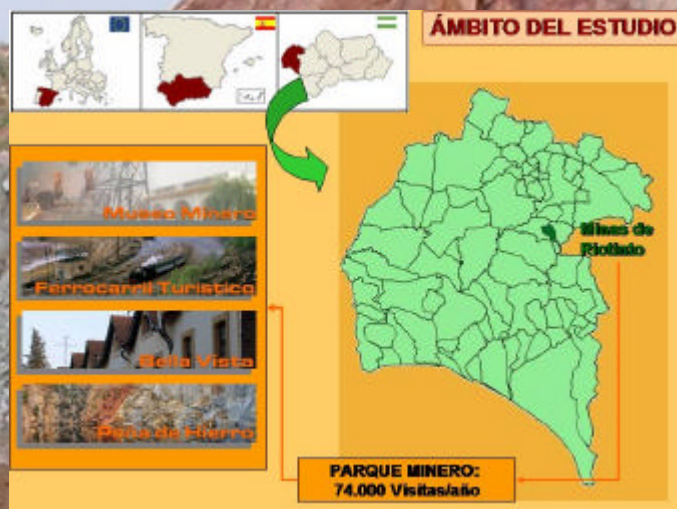 ÁMBITO DEL ESTUDIO
Museo Minero
Ferrocarril Turístico
Bella Vista
Peña de Hierro
Minas de
Riotinto
PARQUE MINERO:
74.000 Visitas/año